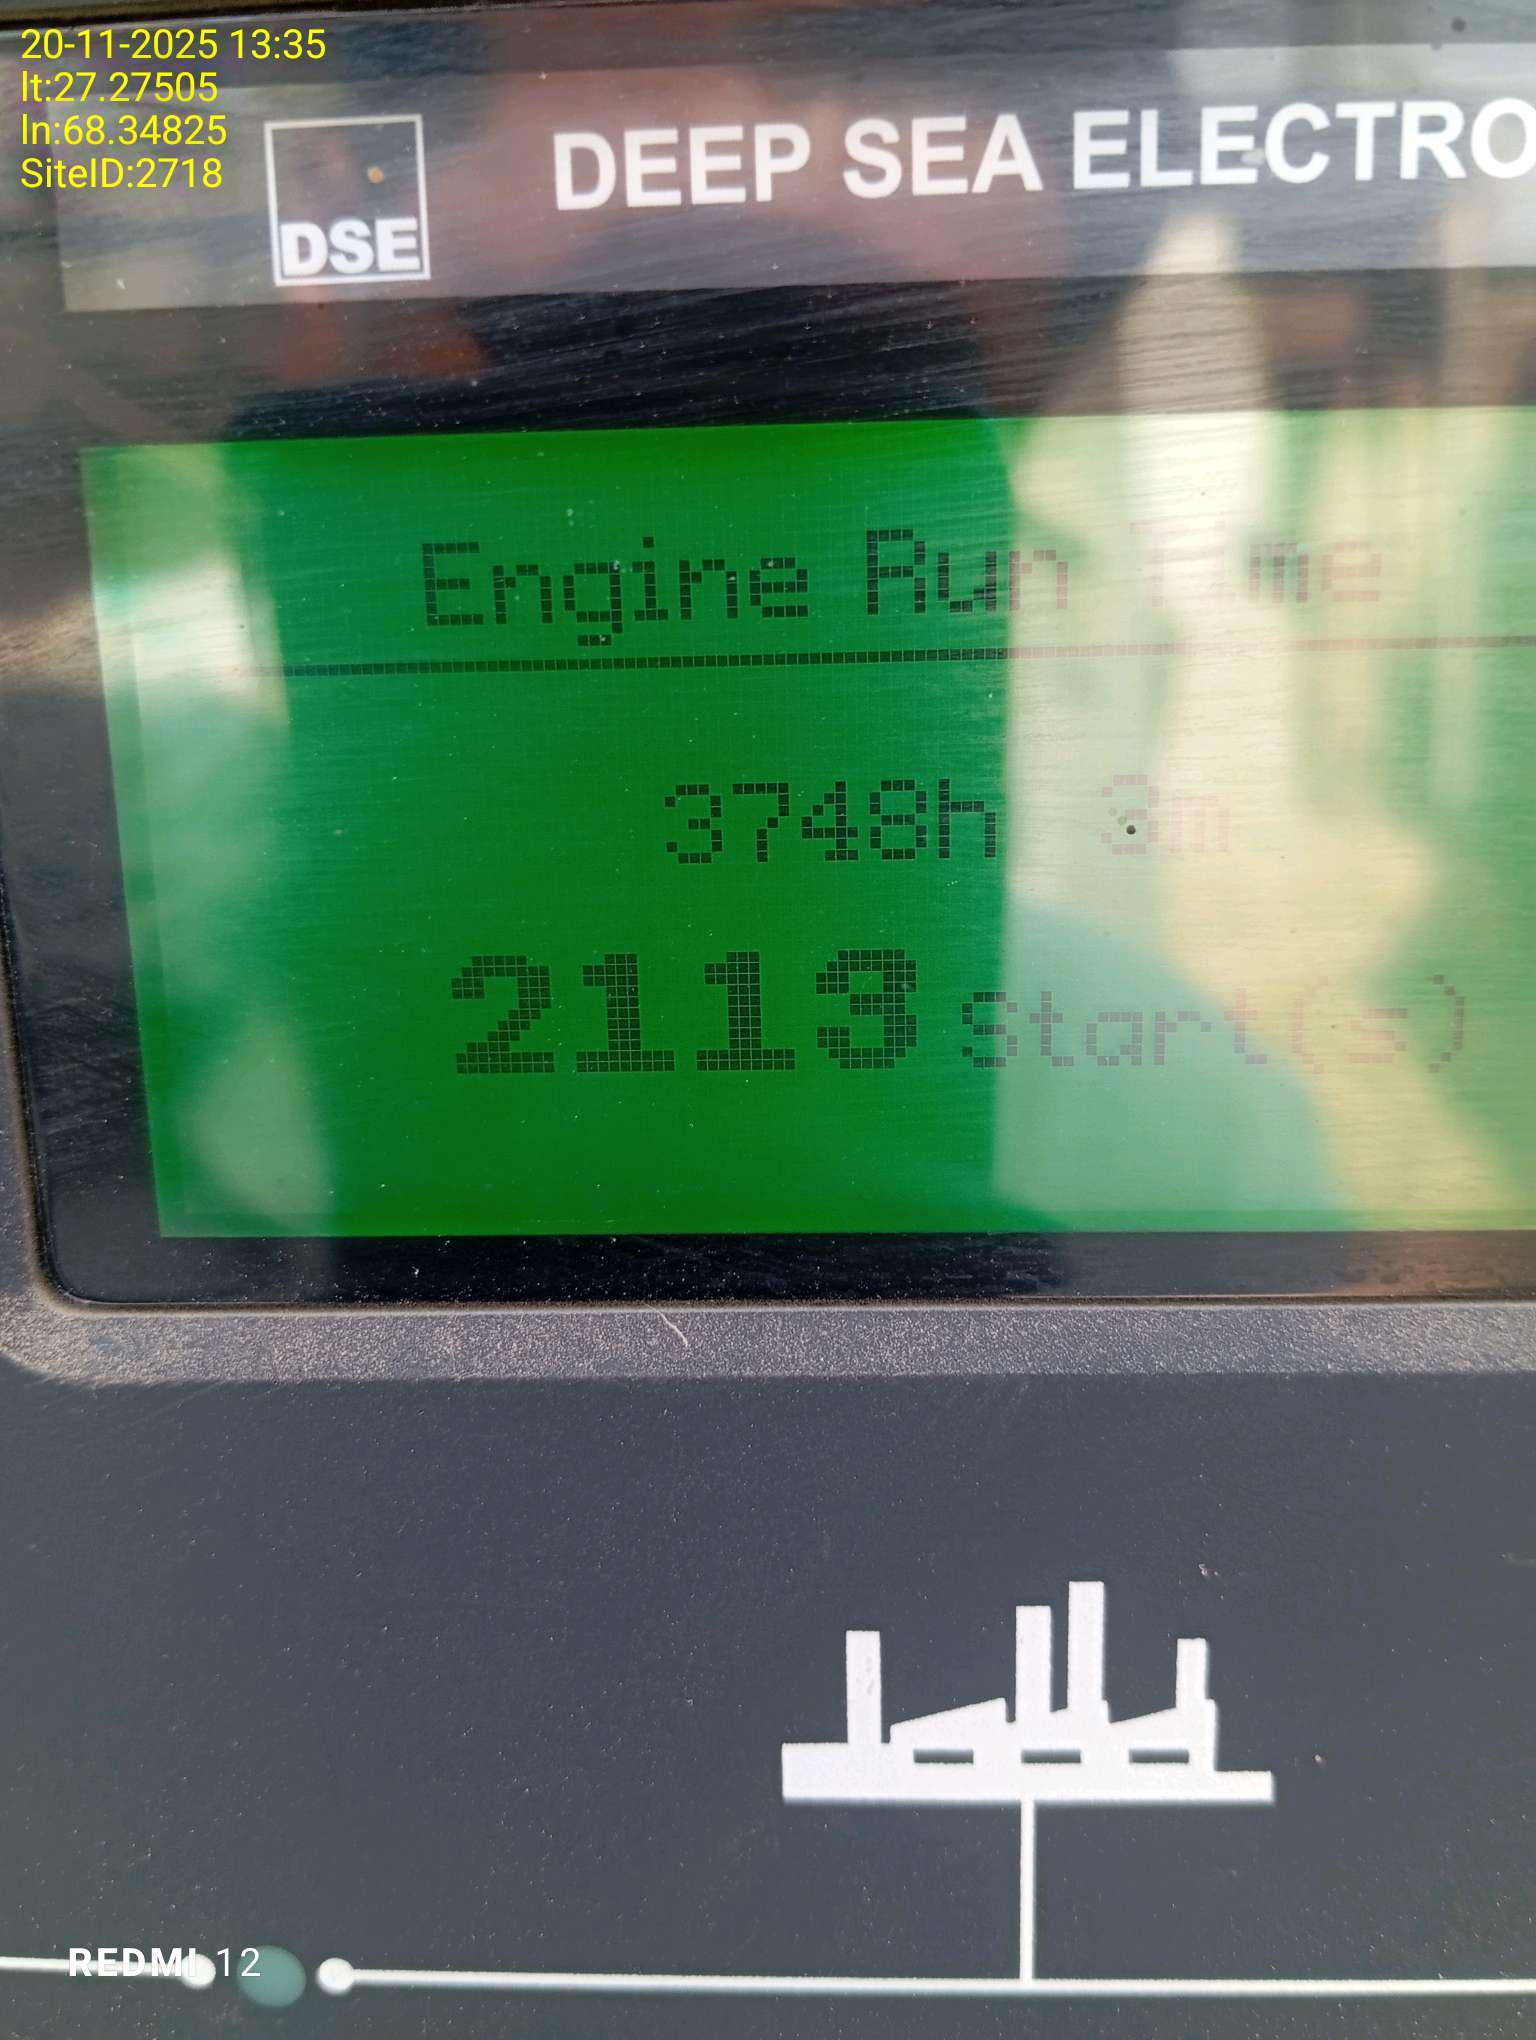 20-11-2025 13:35
lt:27.27505
ln:68.34825
SiteID:2718
DSE
DEEP SEA ELECTRO
Engine Run Time
3748h 3m
2113 start(s)
REDMI 12